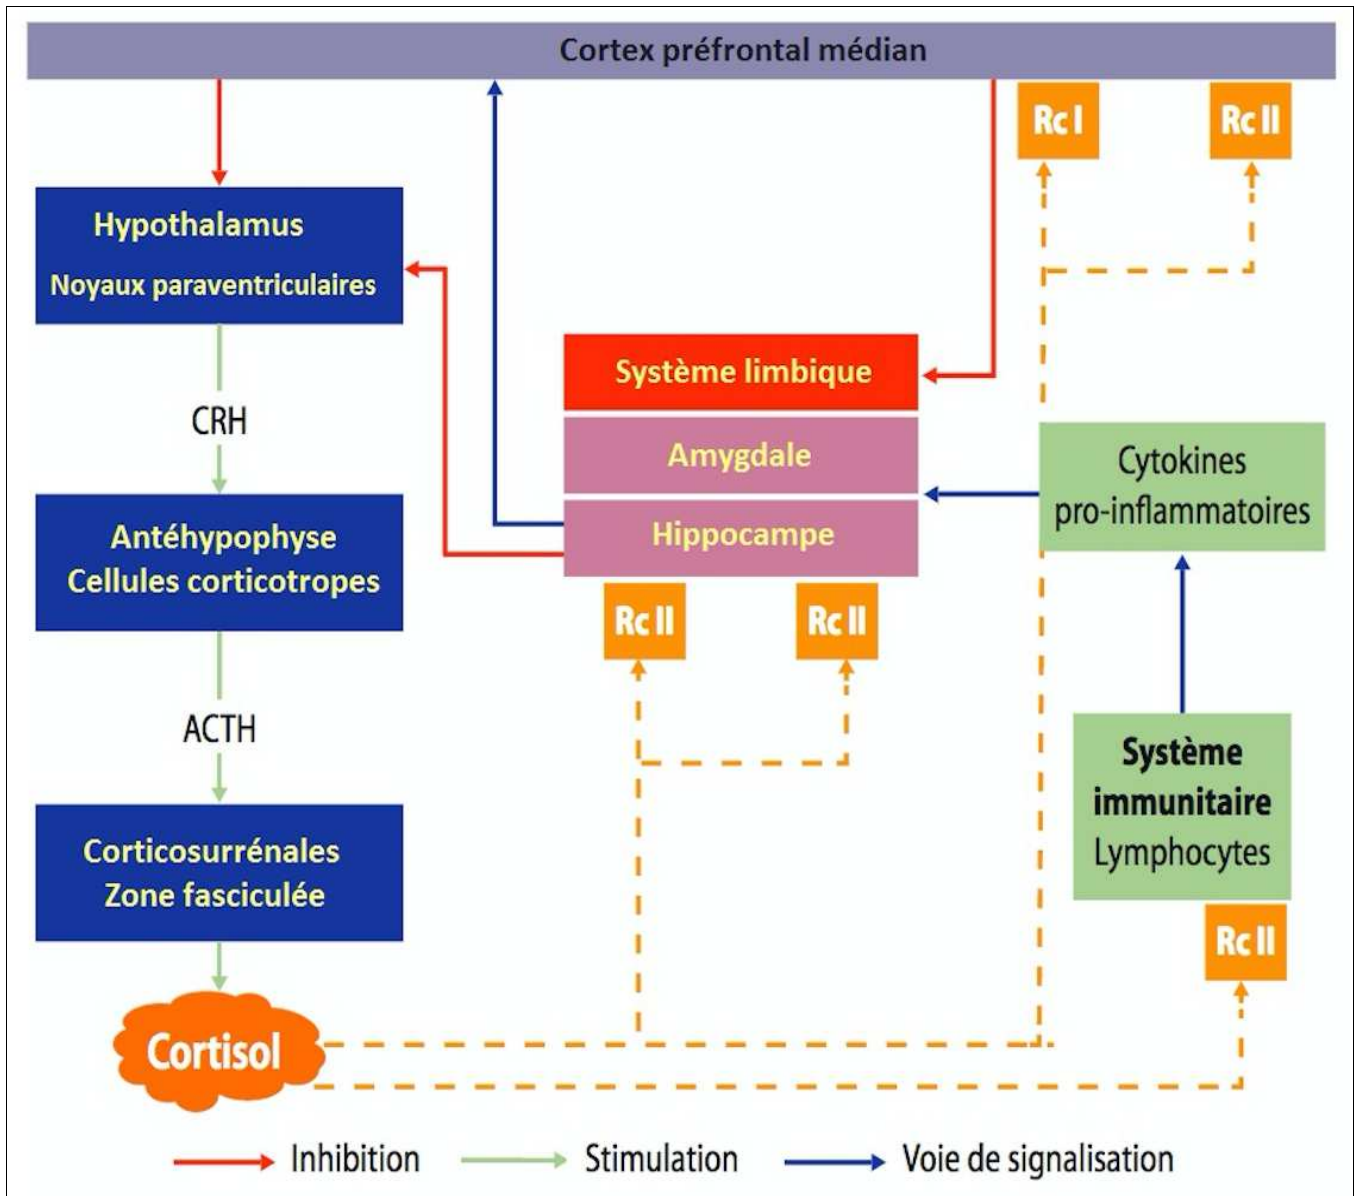 Cortex préfrontal médian
Rc I
Rc II
Hypothalamus
Noyaux paraventriculaires
CRH
Antéhypophyse
Cellules corticotropes
ACTH
Corticosurrénales
Zone fasciculée
Cortisol
Système limbique
Amygdale
Hippocampe
Rc II
Rc II
Cytokines
pro-inflammatoires
Système
immunitaire
Lymphocytes
Rc II
Inhibition
Stimulation
Voie de signalisation